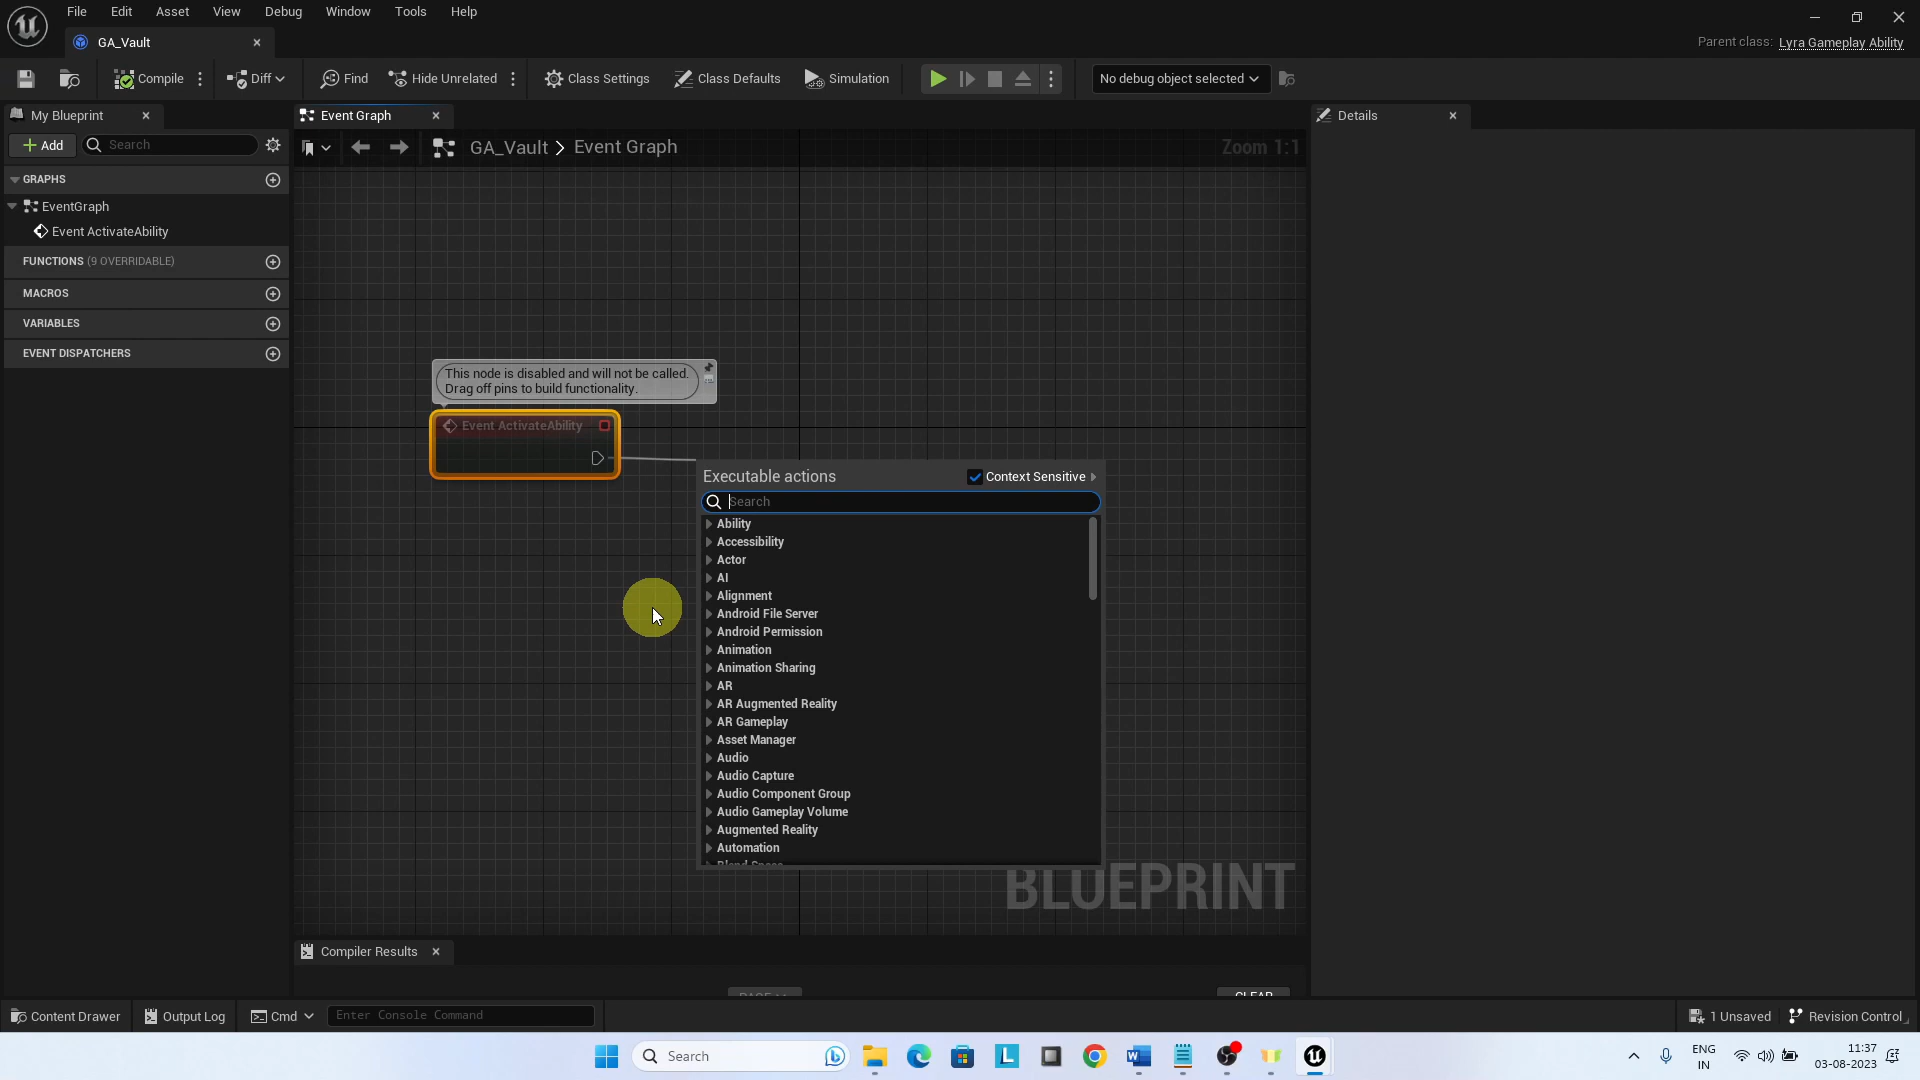 File Edit Asset View Debug Window Tools Help
GA_Vault
Parent class: Lyra Gameplay Ability
Compile Diff Find Hide Unrelated Class Settings Class Defaults Simulation No debug object selected
My Blueprint
Event Graph
Details
Add Search
GA_Vault > Event Graph
Zoom 1:1
GRAPHS
EventGraph
Event ActivateAbility
FUNCTIONS (9 OVERRIDABLE)
MACROS
VARIABLES
EVENT DISPATCHERS
This node is disabled and will not be called.
Drag off pins to build functionality.
Event ActivateAbility
Executable actions Context Sensitive
Search
Ability
Accessibility
Actor
AI
Alignment
Android File Server
Android Permission
Animation
Animation Sharing
AR
AR Augmented Reality
AR Gameplay
Asset Manager
Audio
Audio Capture
Audio Component Group
Audio Gameplay Volume
Augmented Reality
Automation
Blend Space
BLUEPRINT
Compiler Results
CLEAR
Content Drawer Output Log Cmd Enter Console Command 1 Unsaved Revision Control
Search
ENG
IN
11:37
03-08-2023